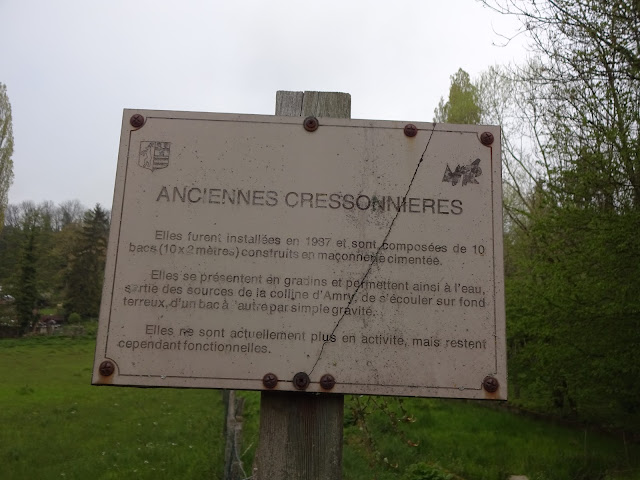 ANCIENNES CRESSONNIERES
Elles furent installées en 1937 et sont composées de 10
bacs (10 x 2 mètres) construits en maçonnerie cimentée.
Elles se présentent en gradins et permettent ainsi à l'eau,
sortie des sources de la colline d'Amry, de s'écouler sur fond
terreux, d'un bac à l'autre par simple gravité.
Elles ne sont actuellement plus en activité, mais restent
cependant fonctionnelles.